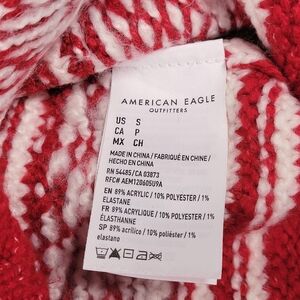 AMERICAN EAGLE
OUTFITTERS
US S
CA P
MX CH
MADE IN CHINA / FABRIQUÉ EN CHINE /
HECHO EN CHINA
RN 54485/CA 03873
RFC# AEM120605U9A
EN 89% ACRYLIC / 10% POLYESTER / 1%
ELASTANE
FR 89% ACRYLIQUE / 10% POLYESTER / 1%
ÉLASTHANNE
SP 89% acrílico / 10% poliéster / 1%
elastano